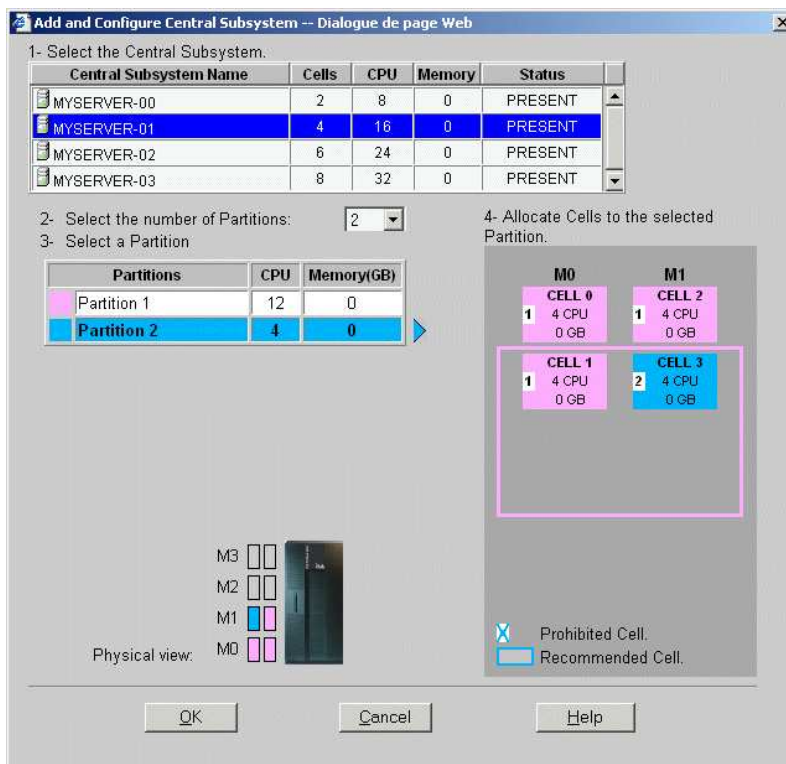 Add and Configure Central Subsystem -- Dialogue de page Web
1- Select the Central Subsystem.
Central Subsystem Name Cells CPU Memory Status
MYSERVER-00 2 8 0 PRESENT
MYSERVER-01 4 16 0 PRESENT
MYSERVER-02 6 24 0 PRESENT
MYSERVER-03 8 32 0 PRESENT
2- Select the number of Partitions: 2
3- Select a Partition
Partitions CPU Memory(GB)
Partition 1 12 0
Partition 2 4 0
4- Allocate Cells to the selected
Partition.
M0 M1
CELL 0 CELL 2
1 4 CPU 1 4 CPU
0 GB 0 GB
CELL 1 CELL 3
1 4 CPU 2 4 CPU
0 GB 0 GB
M3
M2
M1
Physical view: M0
Prohibited Cell.
Recommended Cell.
OK Cancel Help